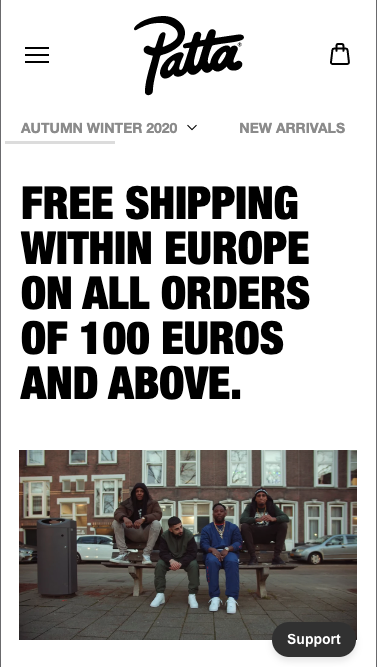 Patta
AUTUMN WINTER 2020
NEW ARRIVALS
FREE SHIPPING
WITHIN EUROPE
ON ALL ORDERS
OF 100 EUROS
AND ABOVE.
Support